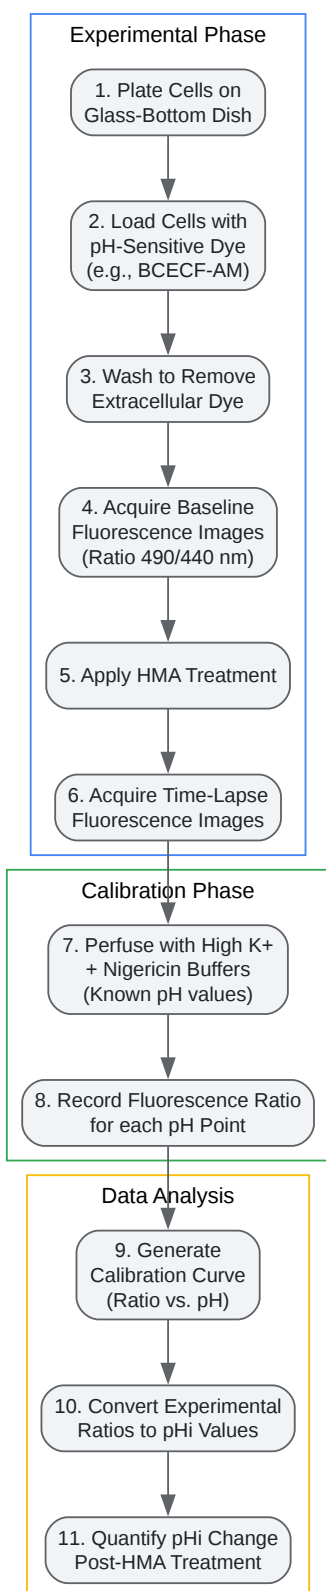 Experimental Phase
1. Plate Cells on
Glass-Bottom Dish
2. Load Cells with
pH-Sensitive Dye
(e.g., BCECF-AM)
3. Wash to Remove
Extracellular Dye
4. Acquire Baseline
Fluorescence Images
(Ratio 490/440 nm)
5. Apply HMA Treatment
6. Acquire Time-Lapse
Fluorescence Images
Calibration Phase
7. Perfuse with High K+
+ Nigericin Buffers
(Known pH values)
8. Record Fluorescence Ratio
for each pH Point
Data Analysis
9. Generate
Calibration Curve
(Ratio vs. pH)
10. Convert Experimental
Ratios to pHi Values
11. Quantify pHi Change
Post-HMA Treatment